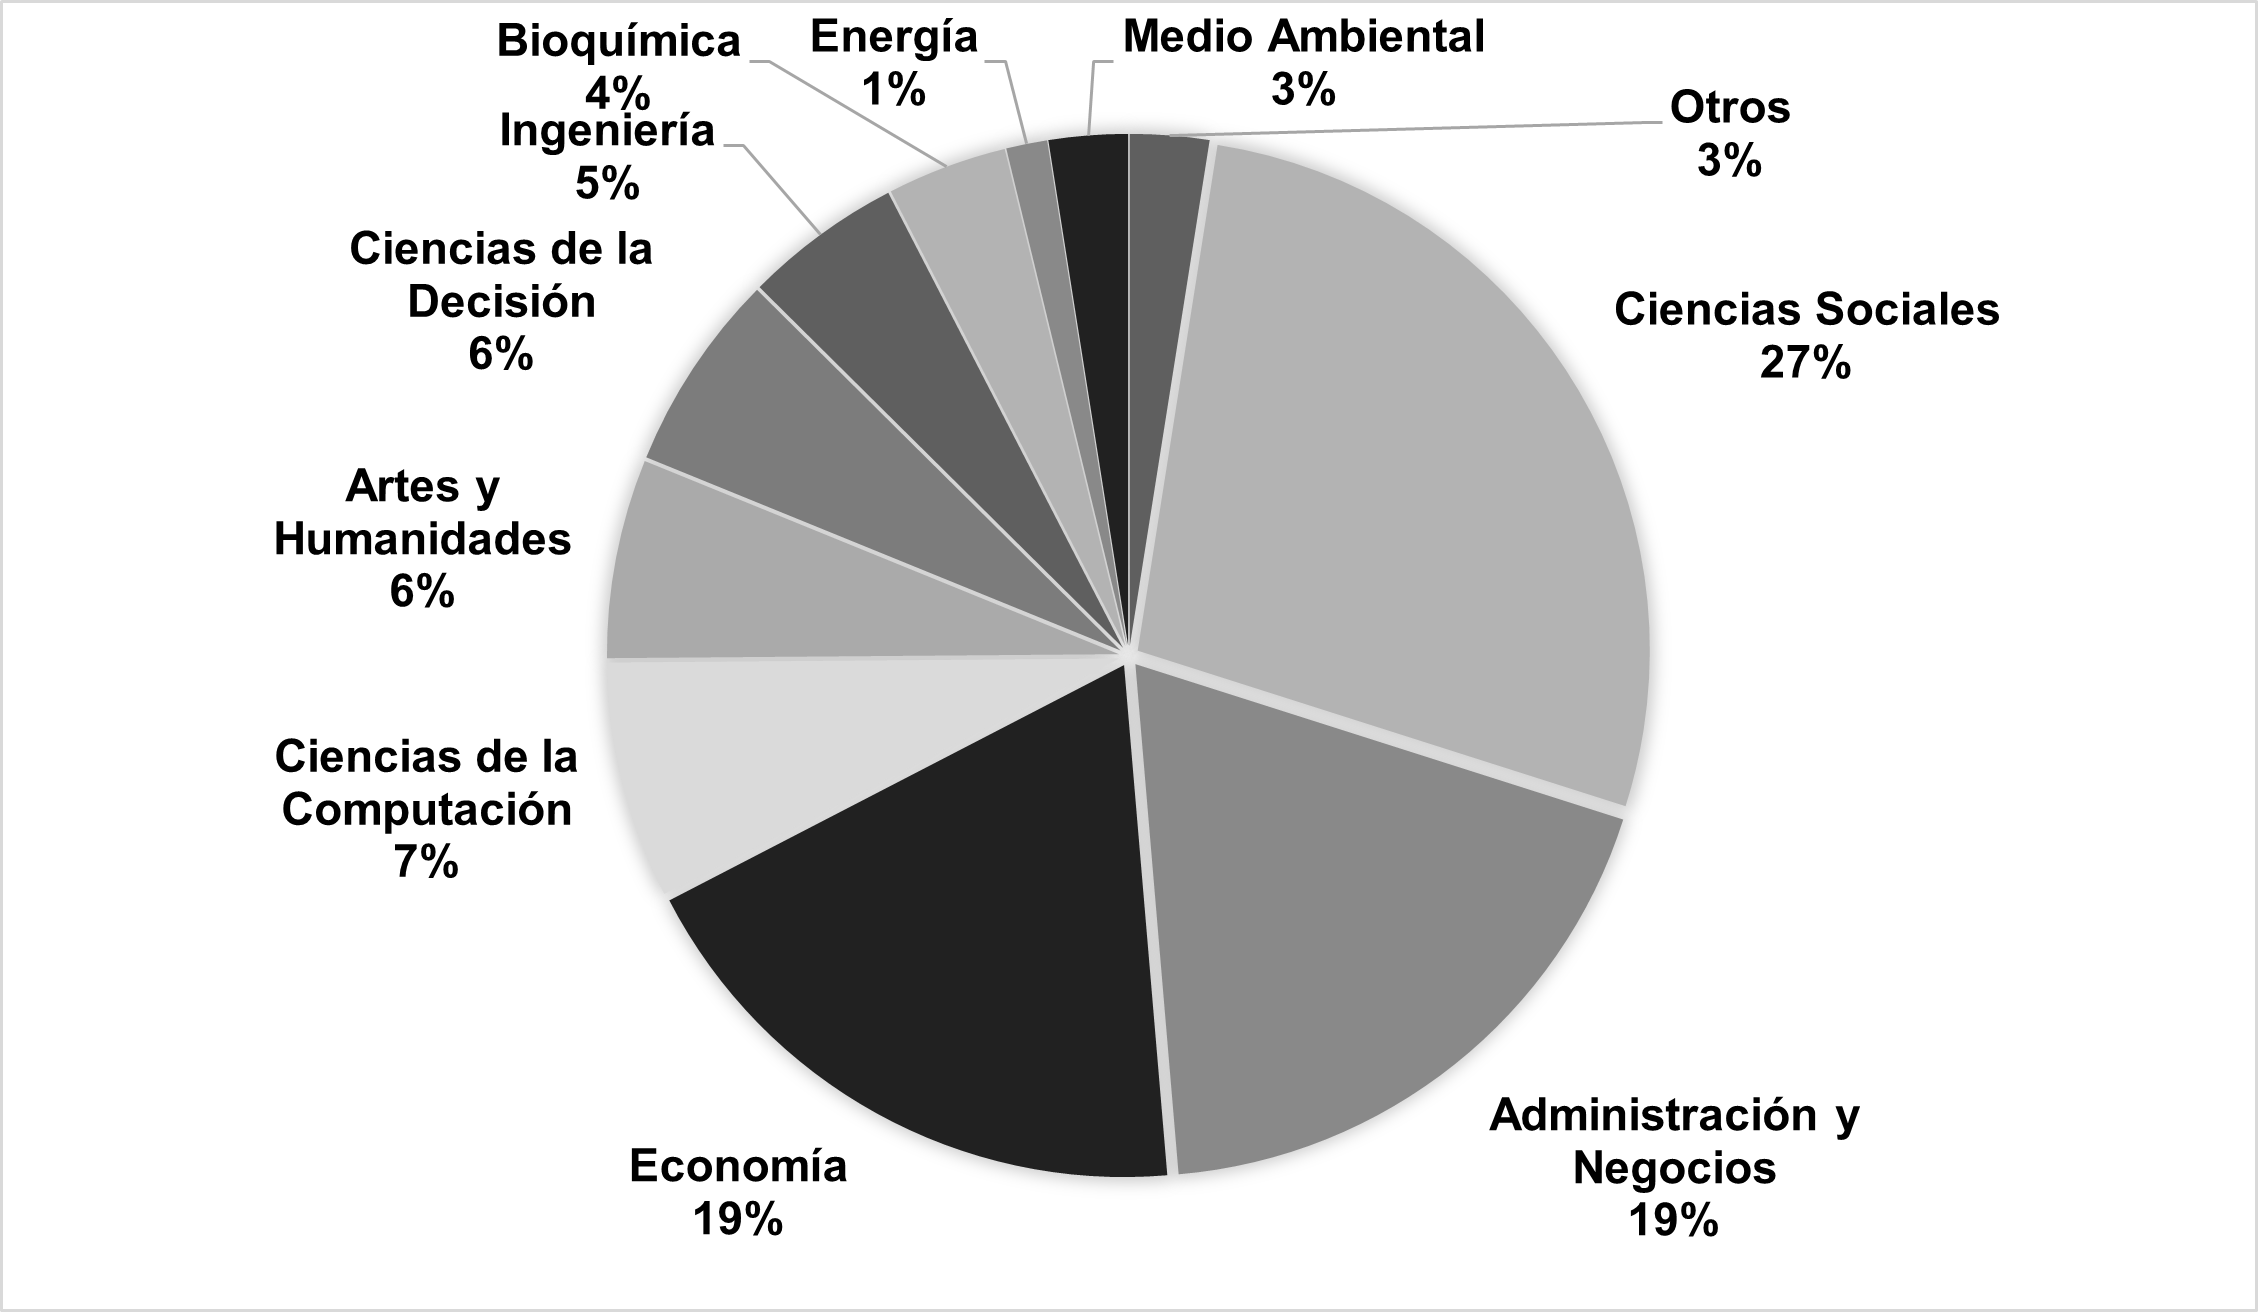 Bioquímica
4%
Energía
1%
Medio Ambiental
3%
Otros
3%
Ingeniería
5%
Ciencias de la
Decisión
6%
Ciencias Sociales
27%
Artes y
Humanidades
6%
Ciencias de la
Computación
7%
Economía
19%
Administración y
Negocios
19%